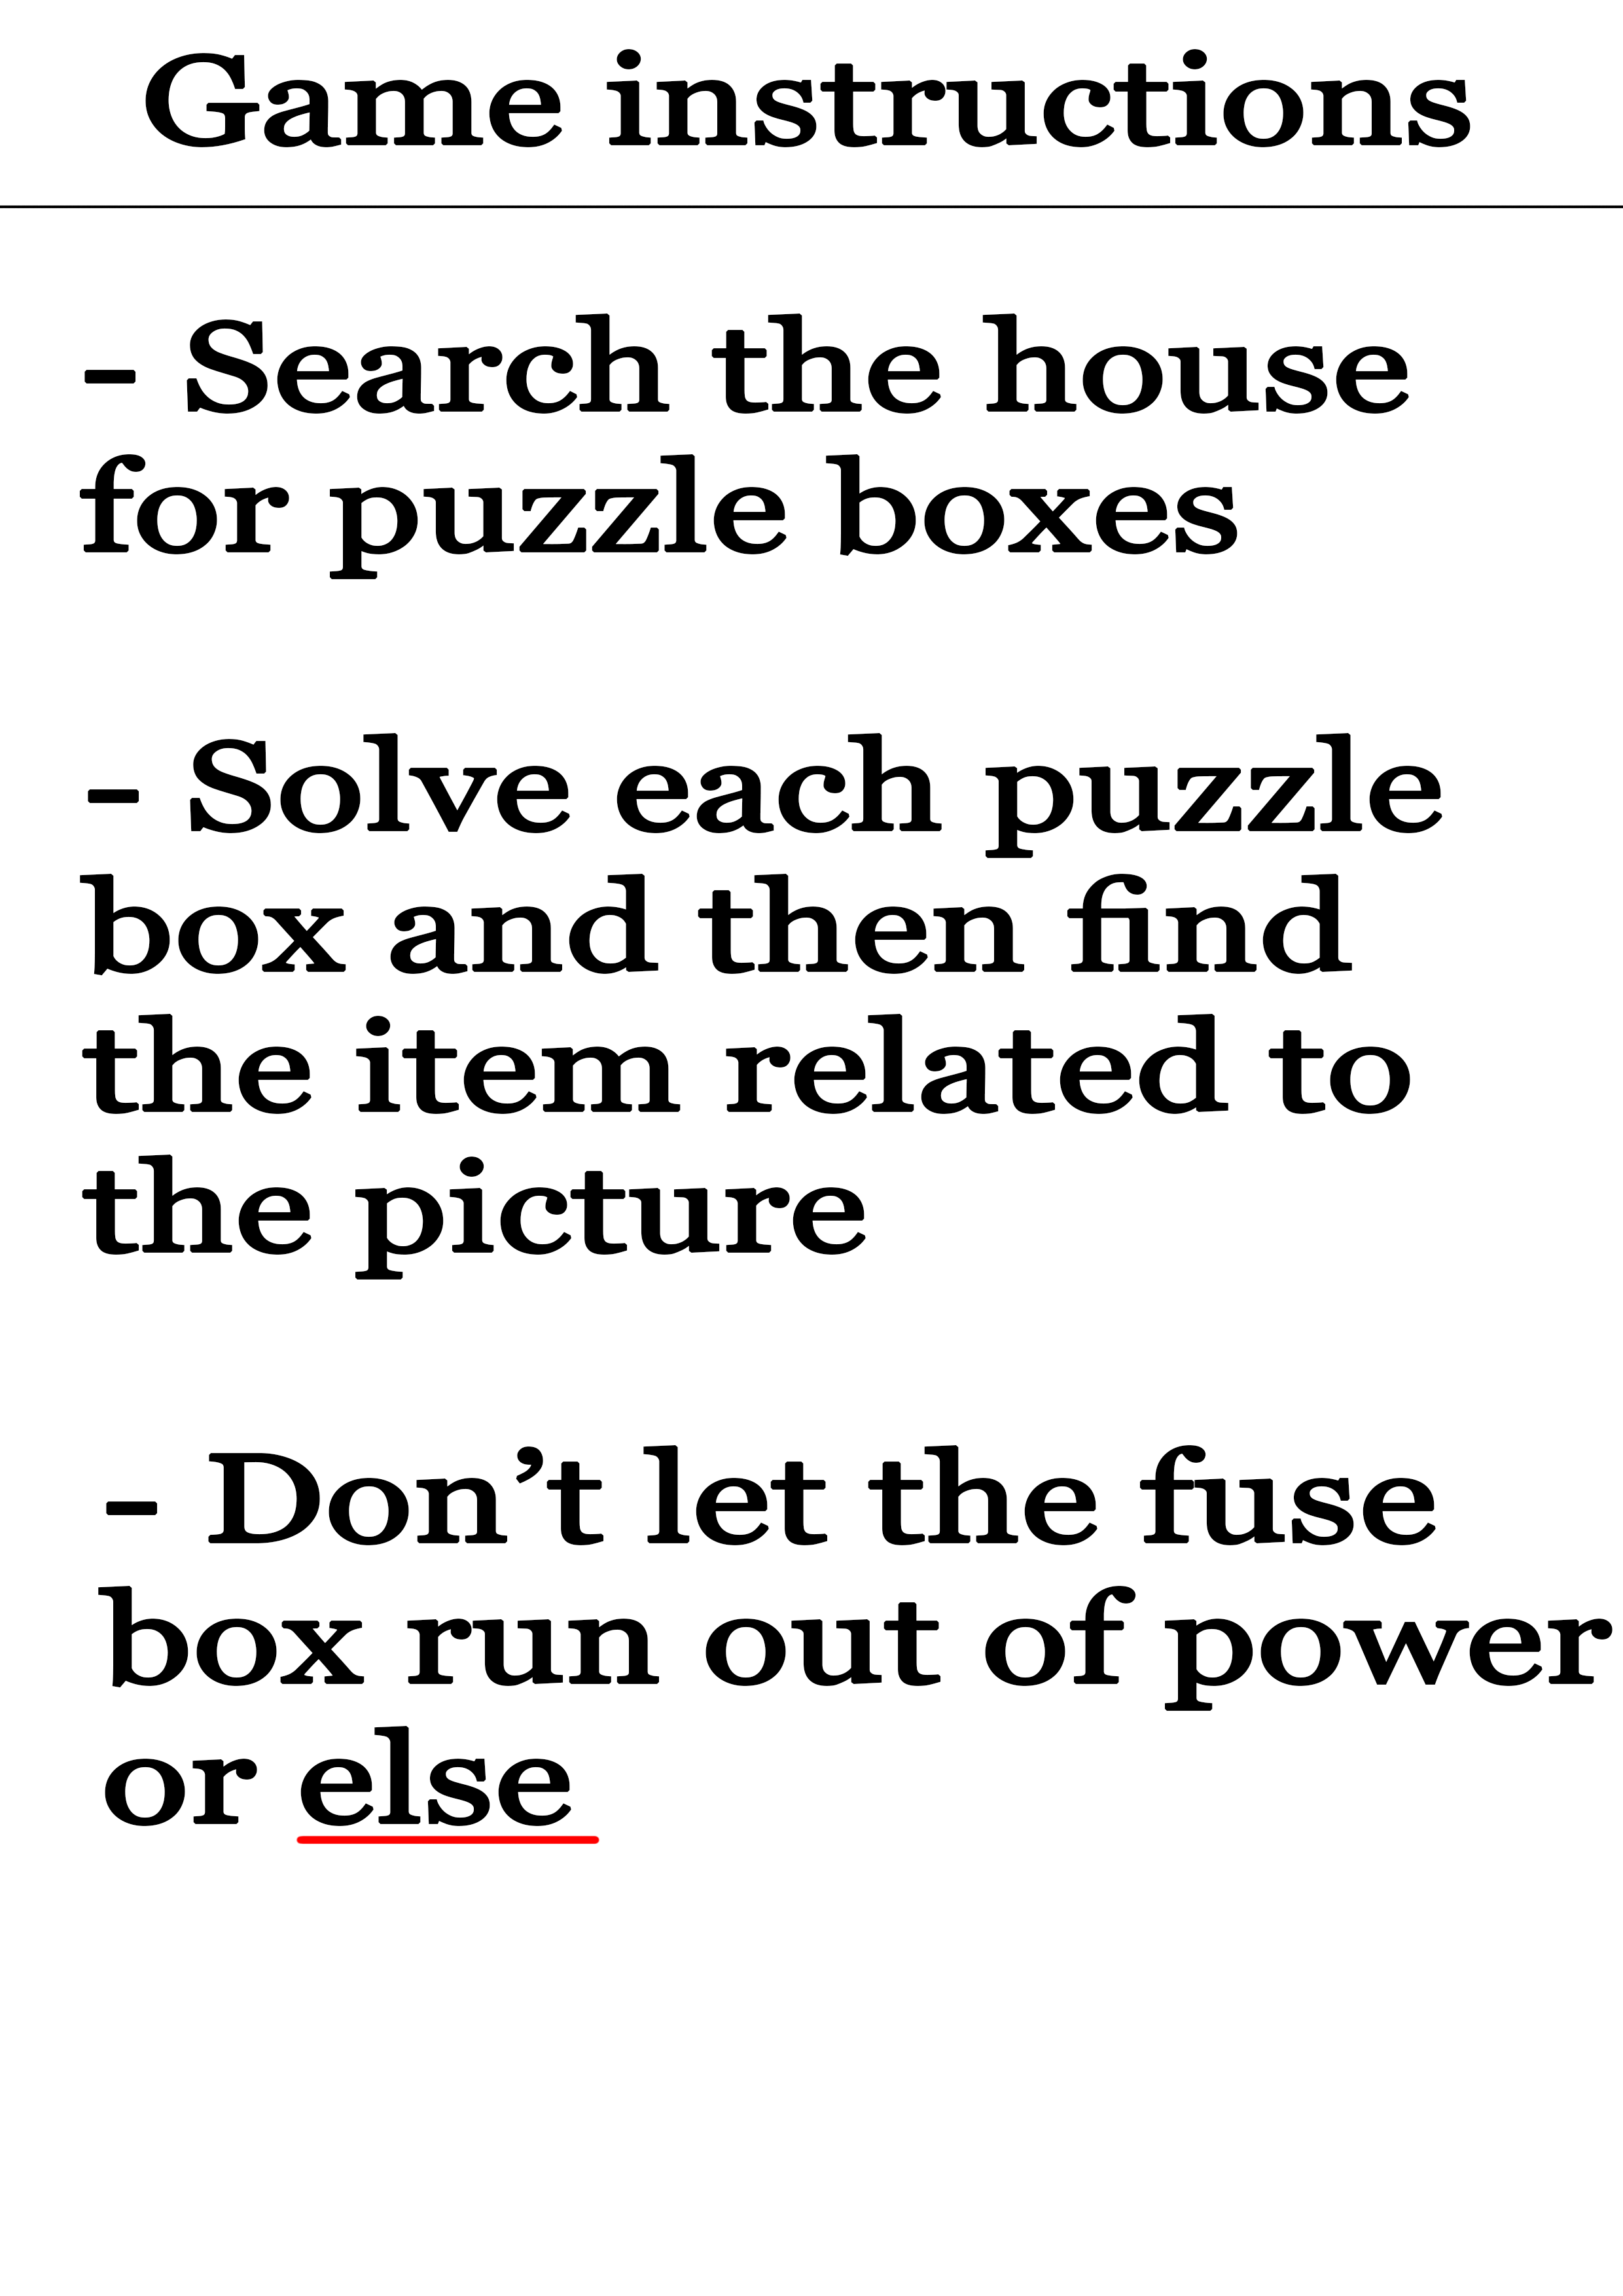 Game instructions
- Search the house
for puzzle boxes
- Solve each puzzle
box and then find
the item related to
the picture
- Don’t let the fuse
box run out of power
or else